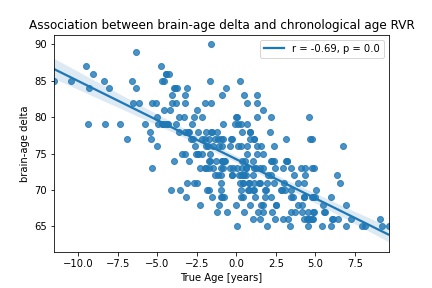 Association between brain-age delta and chronological age RVR
r = -0.69, p = 0.0
brain-age delta
90
85
80
75
70
65
−10.0 −7.5 −5.0 −2.5 0.0 2.5 5.0 7.5
True Age [years]